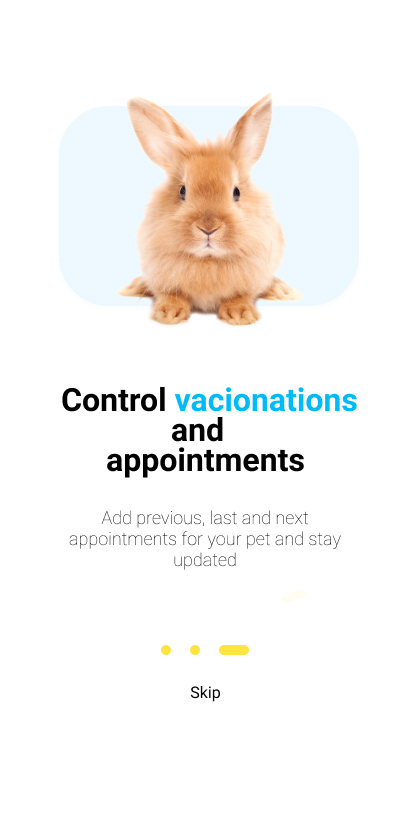 Control vacionations
and
appointments
Add previous, last and next
appointments for your pet and stay
updated
Skip